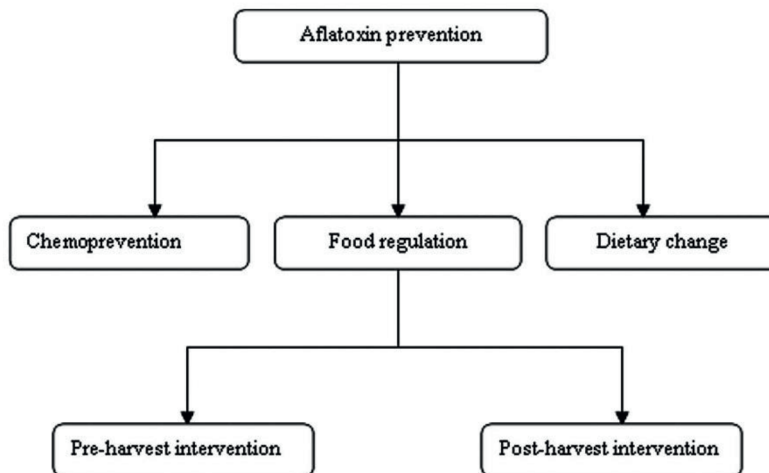 Aflatoxin prevention
Chemoprevention
Food regulation
Dietary change
Pre-harvest intervention
Post-harvest intervention